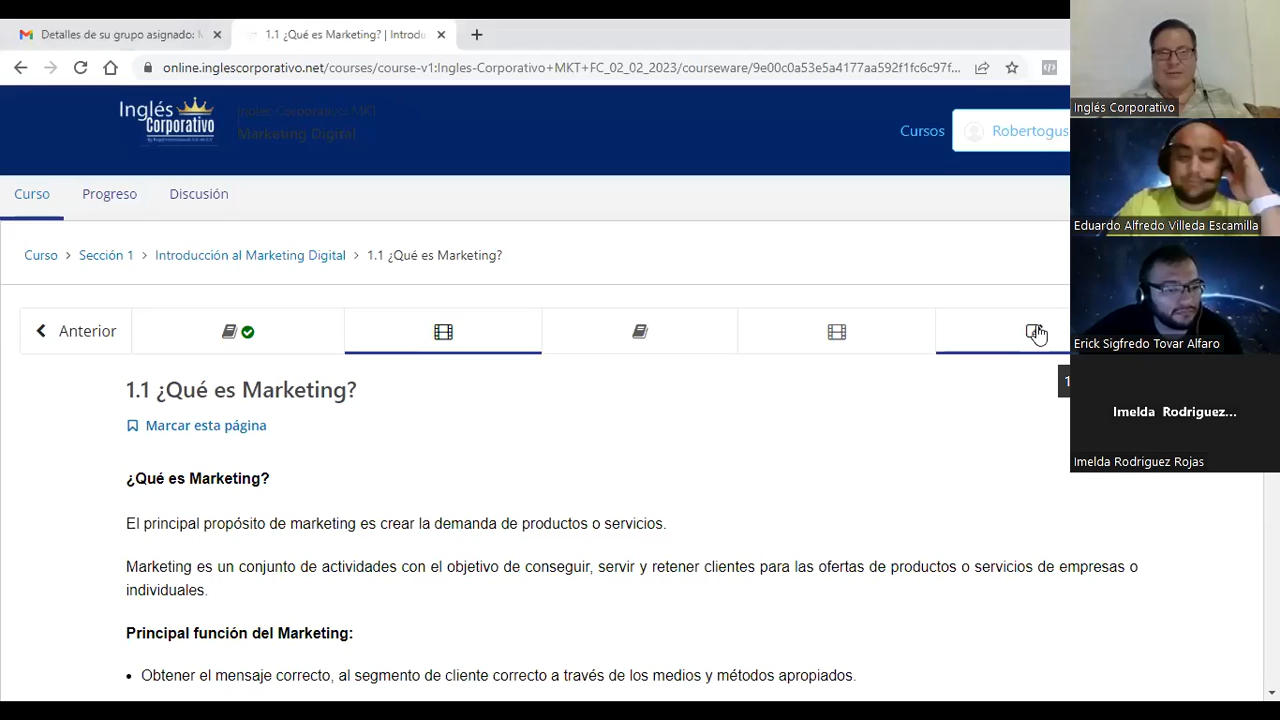 Detalles de su grupo asignado:
1.1 ¿Qué es Marketing? | Introdu
online.inglescorporativo.net/courses/course-v1:Ingles-Corporativo+MKT+FC_02_02_2023/courseware/9e00c0a53e5a4177aa592f1fc6c97f...
Inglés Corporativo
Ingles-Corporativo: MKT
Marketing Digital
Cursos
Robertogus
Curso
Progreso
Discusión
Curso > Sección 1 > Introducción al Marketing Digital > 1.1 ¿Qué es Marketing?
Anterior
1.1 ¿Qué es Marketing?
Marcar esta página
¿Qué es Marketing?
El principal propósito de marketing es crear la demanda de productos o servicios.
Marketing es un conjunto de actividades con el objetivo de conseguir, servir y retener clientes para las ofertas de productos o servicios de empresas o
individuales.
Principal función del Marketing:
• Obtener el mensaje correcto, al segmento de cliente correcto a través de los medios y métodos apropiados.
Inglés Corporativo
Eduardo Alfredo Villeda Escamilla
Erick Sigfredo Tovar Alfaro
Imelda Rodriguez...
Imelda Rodriguez Rojas